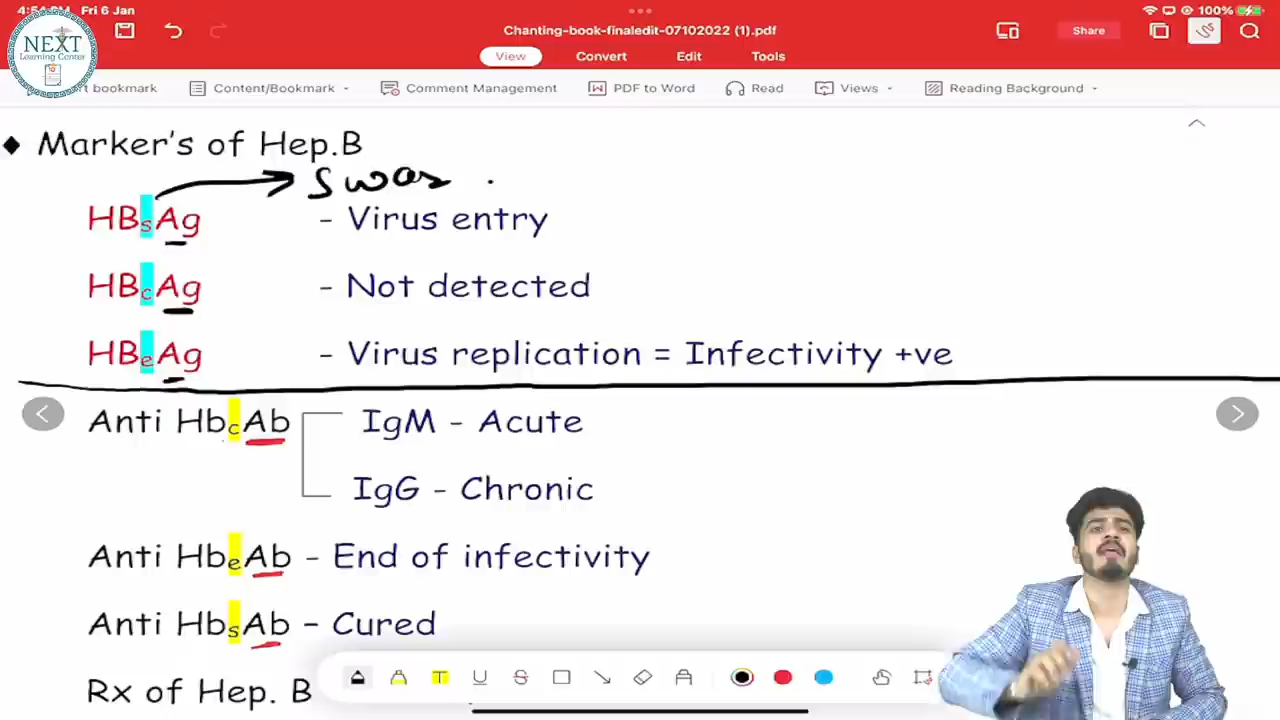 4:54 PM Fri 6 Jan
100%
NEXT
Learning Center
Chanting-book-finaledit-07102022 (1).pdf
Share
View Convert Edit Tools
bookmark Content/Bookmark Comment Management PDF to Word Read Views Reading Background
Marker's of Hep.B
swas
HBsAg - Virus entry
HBcAg - Not detected
HBeAg - Virus replication = Infectivity +ve
Anti HbcAb IgM - Acute
IgG - Chronic
Anti HbeAb - End of infectivity
Anti HbsAb - Cured
Rx of Hep. B